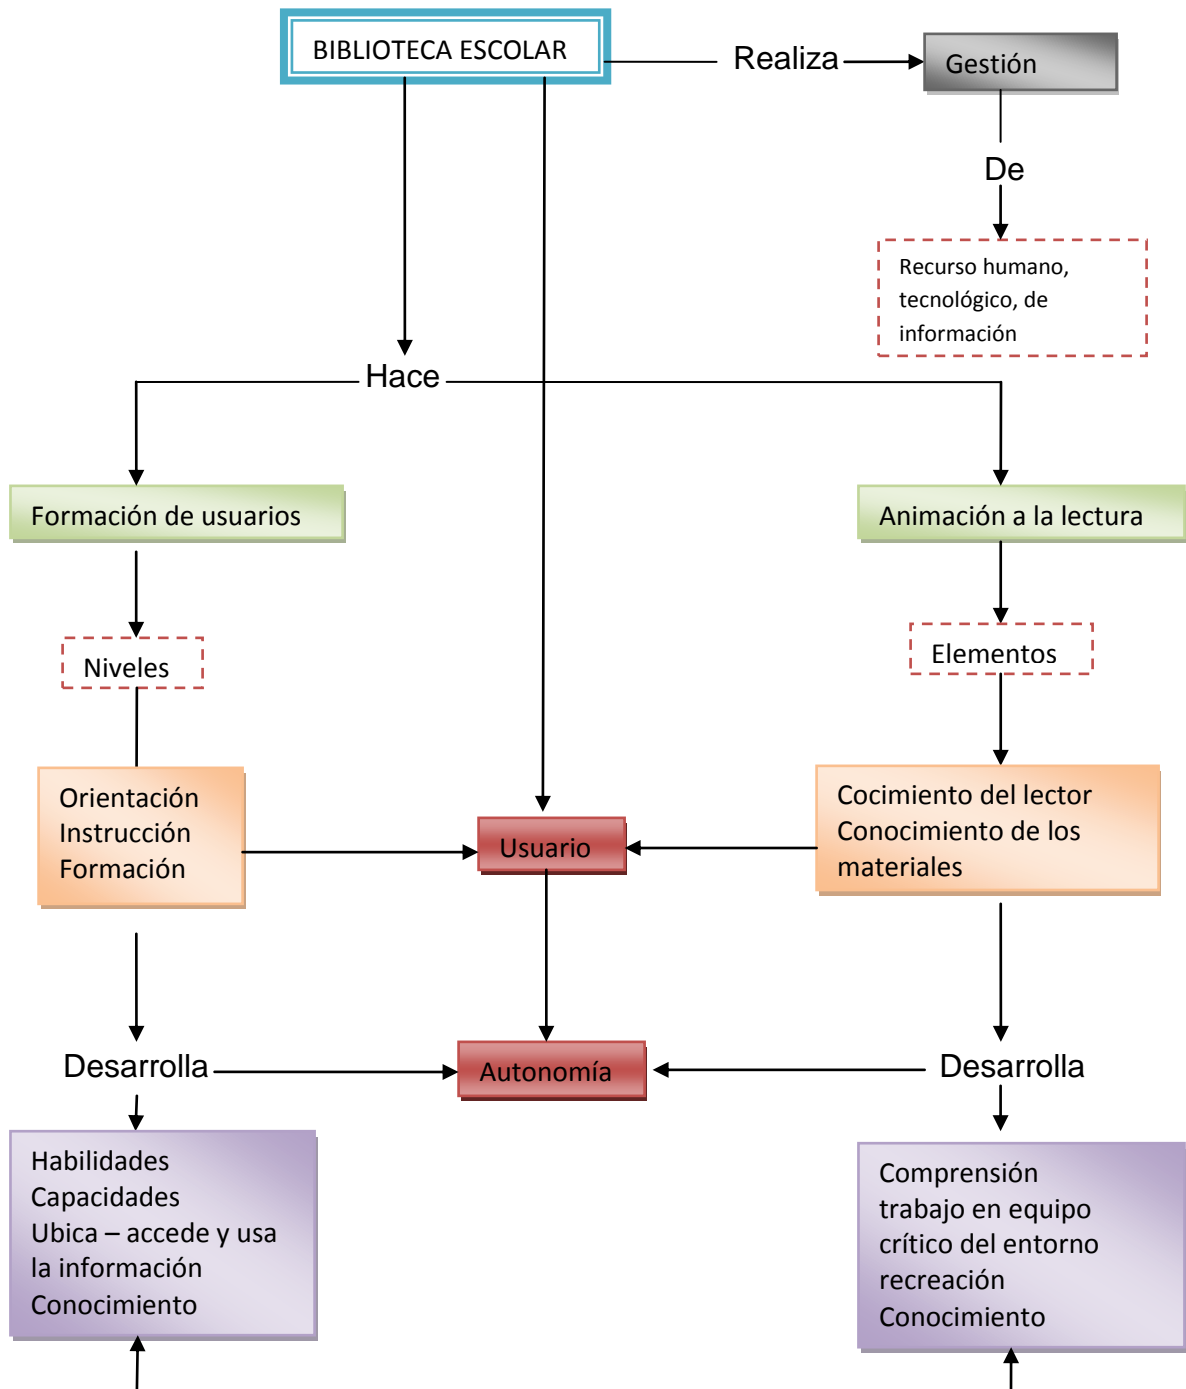 BIBLIOTECA ESCOLAR
Realiza
Gestión
De
Recurso humano,
tecnológico, de
información
Hace
Formación de usuarios
Animación a la lectura
Niveles
Elementos
Orientación
Instrucción
Formación
Usuario
Cocimiento del lector
Conocimiento de los
materiales
Desarrolla
Autonomía
Desarrolla
Habilidades
Capacidades
Ubica – accede y usa
la información
Conocimiento
Comprensión
trabajo en equipo
crítico del entorno
recreación
Conocimiento